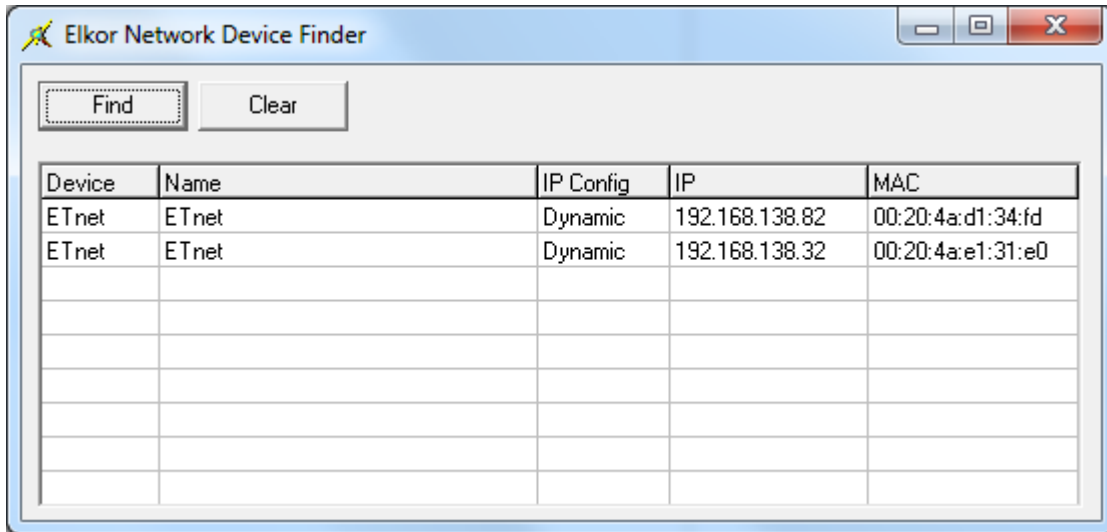 Elkor Network Device Finder
Find Clear
Device Name IP Config IP MAC
ETnet ETnet Dynamic 192.168.138.82 00:20:4a:d1:34:fd
ETnet ETnet Dynamic 192.168.138.32 00:20:4a:e1:31:e0